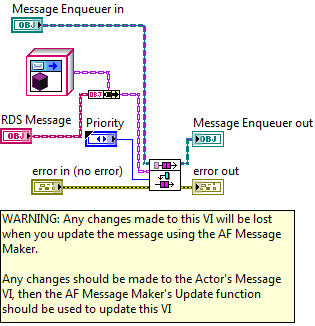 Message Enqueuer in
OBJ
OBJ
RDS Message
Priority
Message Enqueuer out
OBJ
OBJ
error in (no error)
error out
WARNING: Any changes made to this VI will be lost
when you update the message using the AF Message
Maker.
Any changes should be made to the Actor's Message
VI, then the AF Message Maker's Update function
should be used to update this VI